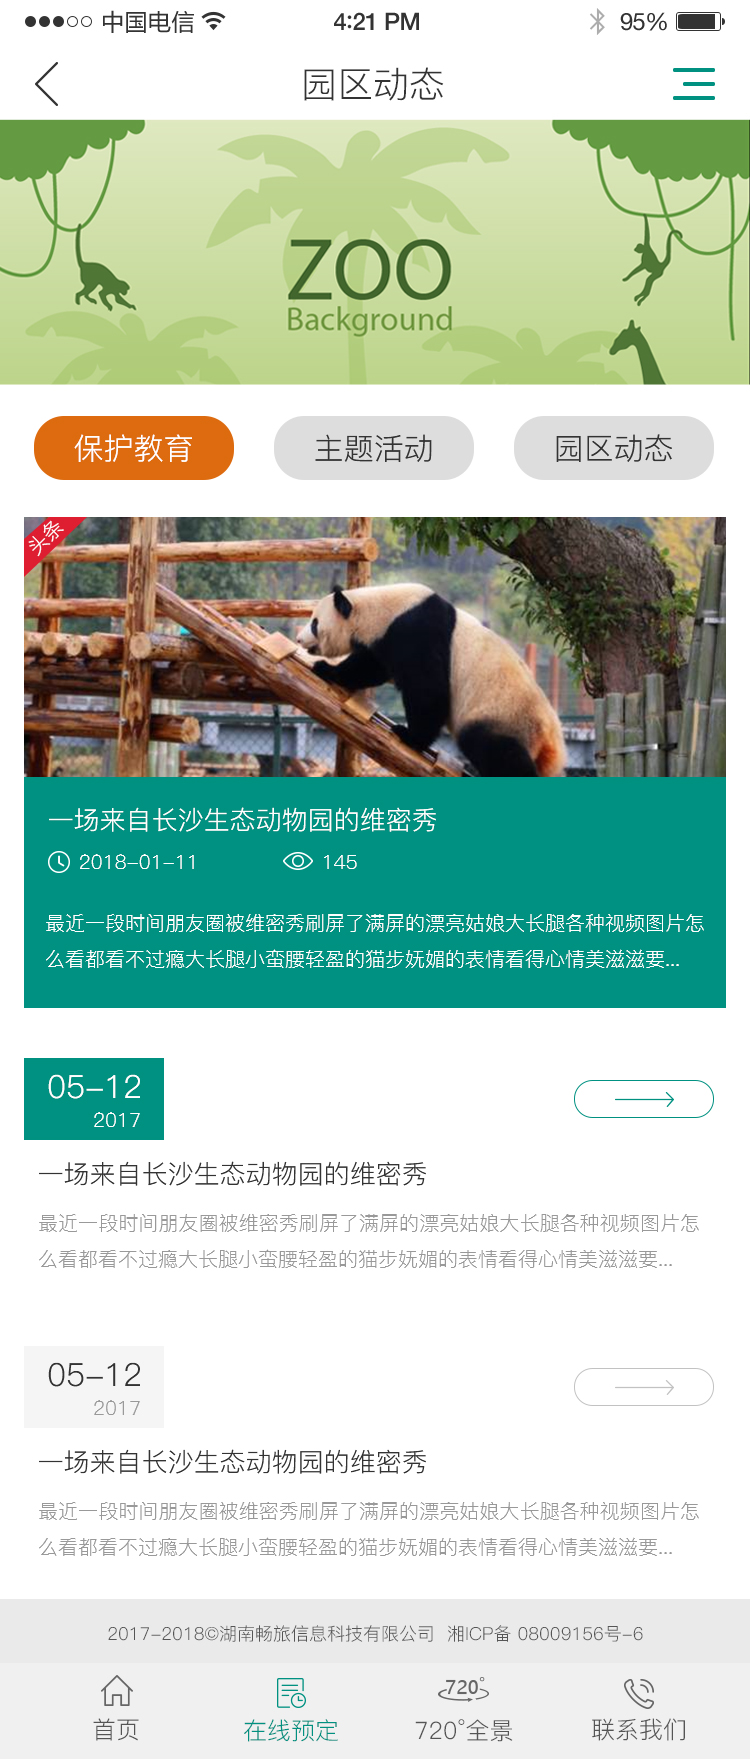 中国电信 4:21 PM 95%
园区动态
ZOO
Background
保护教育 主题活动 园区动态
头条
一场来自长沙生态动物园的维密秀
2018-01-11 145
最近一段时间朋友圈被维密秀刷屏了满屏的漂亮姑娘大长腿各种视频图片怎
么看都看不过瘾大长腿小蛮腰轻盈的猫步妩媚的表情看得心情美滋滋要...
05-12
2017
一场来自长沙生态动物园的维密秀
最近一段时间朋友圈被维密秀刷屏了满屏的漂亮姑娘大长腿各种视频图片怎
么看都看不过瘾大长腿小蛮腰轻盈的猫步妩媚的表情看得心情美滋滋要...
05-12
2017
一场来自长沙生态动物园的维密秀
最近一段时间朋友圈被维密秀刷屏了满屏的漂亮姑娘大长腿各种视频图片怎
么看都看不过瘾大长腿小蛮腰轻盈的猫步妩媚的表情看得心情美滋滋要...
2017-2018©湖南畅旅信息科技有限公司 湘ICP备 08009156号-6
720°
首页 在线预定 720°全景 联系我们